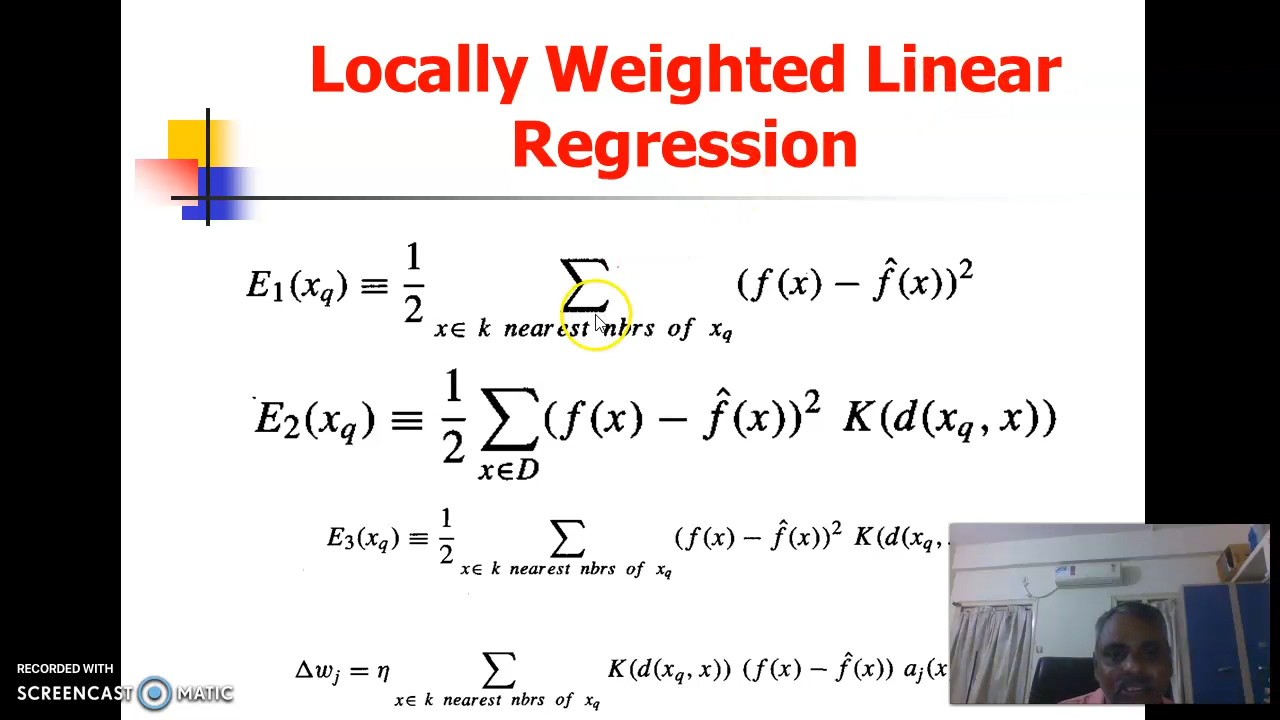 Locally Weighted Linear
Regression
E₁(x_q) ≡ 1/2 ∑ x∈ k nearest nbrs of x_q (f(x) − f̂(x))²
E₂(x_q) ≡ 1/2 ∑ x∈D (f(x) − f̂(x))² K(d(x_q, x))
E₃(x_q) ≡ 1/2 ∑ x∈ k nearest nbrs of x_q (f(x) − f̂(x))² K(d(x_q,
Δw_j = η ∑ x∈ k nearest nbrs of x_q K(d(x_q, x)) (f(x) − f̂(x)) a_j(x
RECORDED WITH
SCREENCAST MATIC